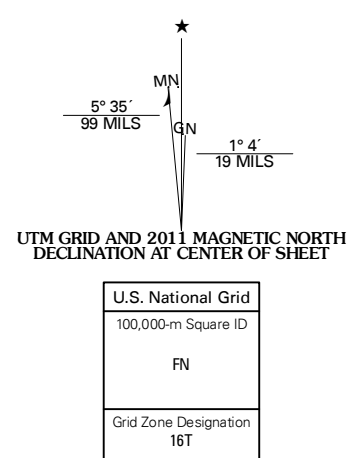 ★
MN
5° 35´
99 MILS
GN
1° 4´
19 MILS
UTM GRID AND 2011 MAGNETIC NORTH
DECLINATION AT CENTER OF SHEET
U.S. National Grid
100,000-m Square ID
FN
Grid Zone Designation
16T